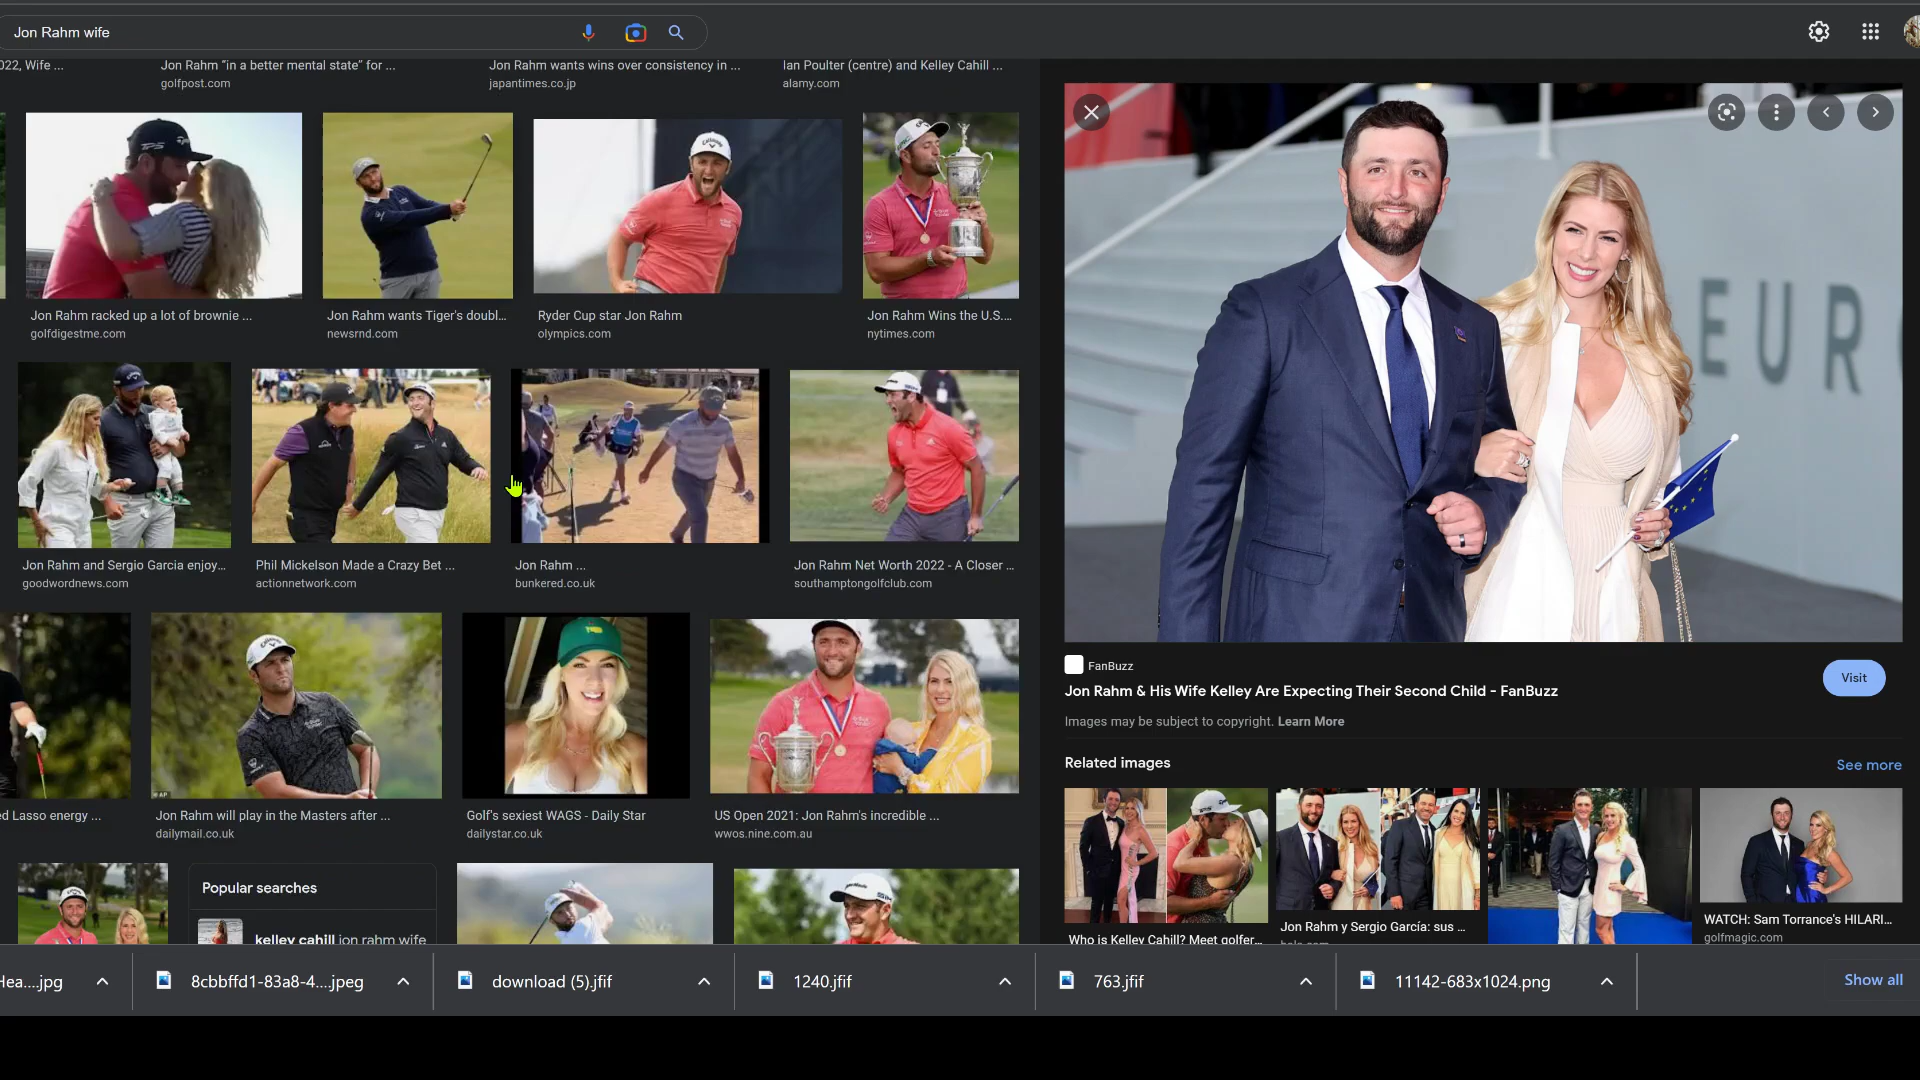 Jon Rahm wife
022, Wife ...
Jon Rahm "in a better mental state" for ...
golfpost.com
Jon Rahm wants wins over consistency in ...
japantimes.co.jp
Ian Poulter (centre) and Kelley Cahill ...
alamy.com
Jon Rahm racked up a lot of brownie ...
golfdigestme.com
Jon Rahm wants Tiger's doubl...
newsrnd.com
Ryder Cup star Jon Rahm
olympics.com
Jon Rahm Wins the U.S....
nytimes.com
Jon Rahm and Sergio Garcia enjoy...
goodwordnews.com
Phil Mickelson Made a Crazy Bet ...
actionnetwork.com
Jon Rahm ...
bunkered.co.uk
Jon Rahm Net Worth 2022 - A Closer ...
southamptongolfclub.com
ed Lasso energy ...
Jon Rahm will play in the Masters after ...
dailymail.co.uk
Golf's sexiest WAGS - Daily Star
dailystar.co.uk
US Open 2021: Jon Rahm's incredible ...
wwos.nine.com.au
Popular searches
kelley cahill jon rahm wife
EUR
FanBuzz
Jon Rahm & His Wife Kelley Are Expecting Their Second Child - FanBuzz
Visit
Images may be subject to copyright. Learn More
Related images
See more
Who is Kelley Cahill? Meet golfer...
Jon Rahm y Sergio García: sus ...
WATCH: Sam Torrance's HILARI...
golfmagic.com
Hea....jpg
8cbbffd1-83a8-4....jpeg
download (5).jfif
1240.jfif
763.jfif
11142-683x1024.png
Show all